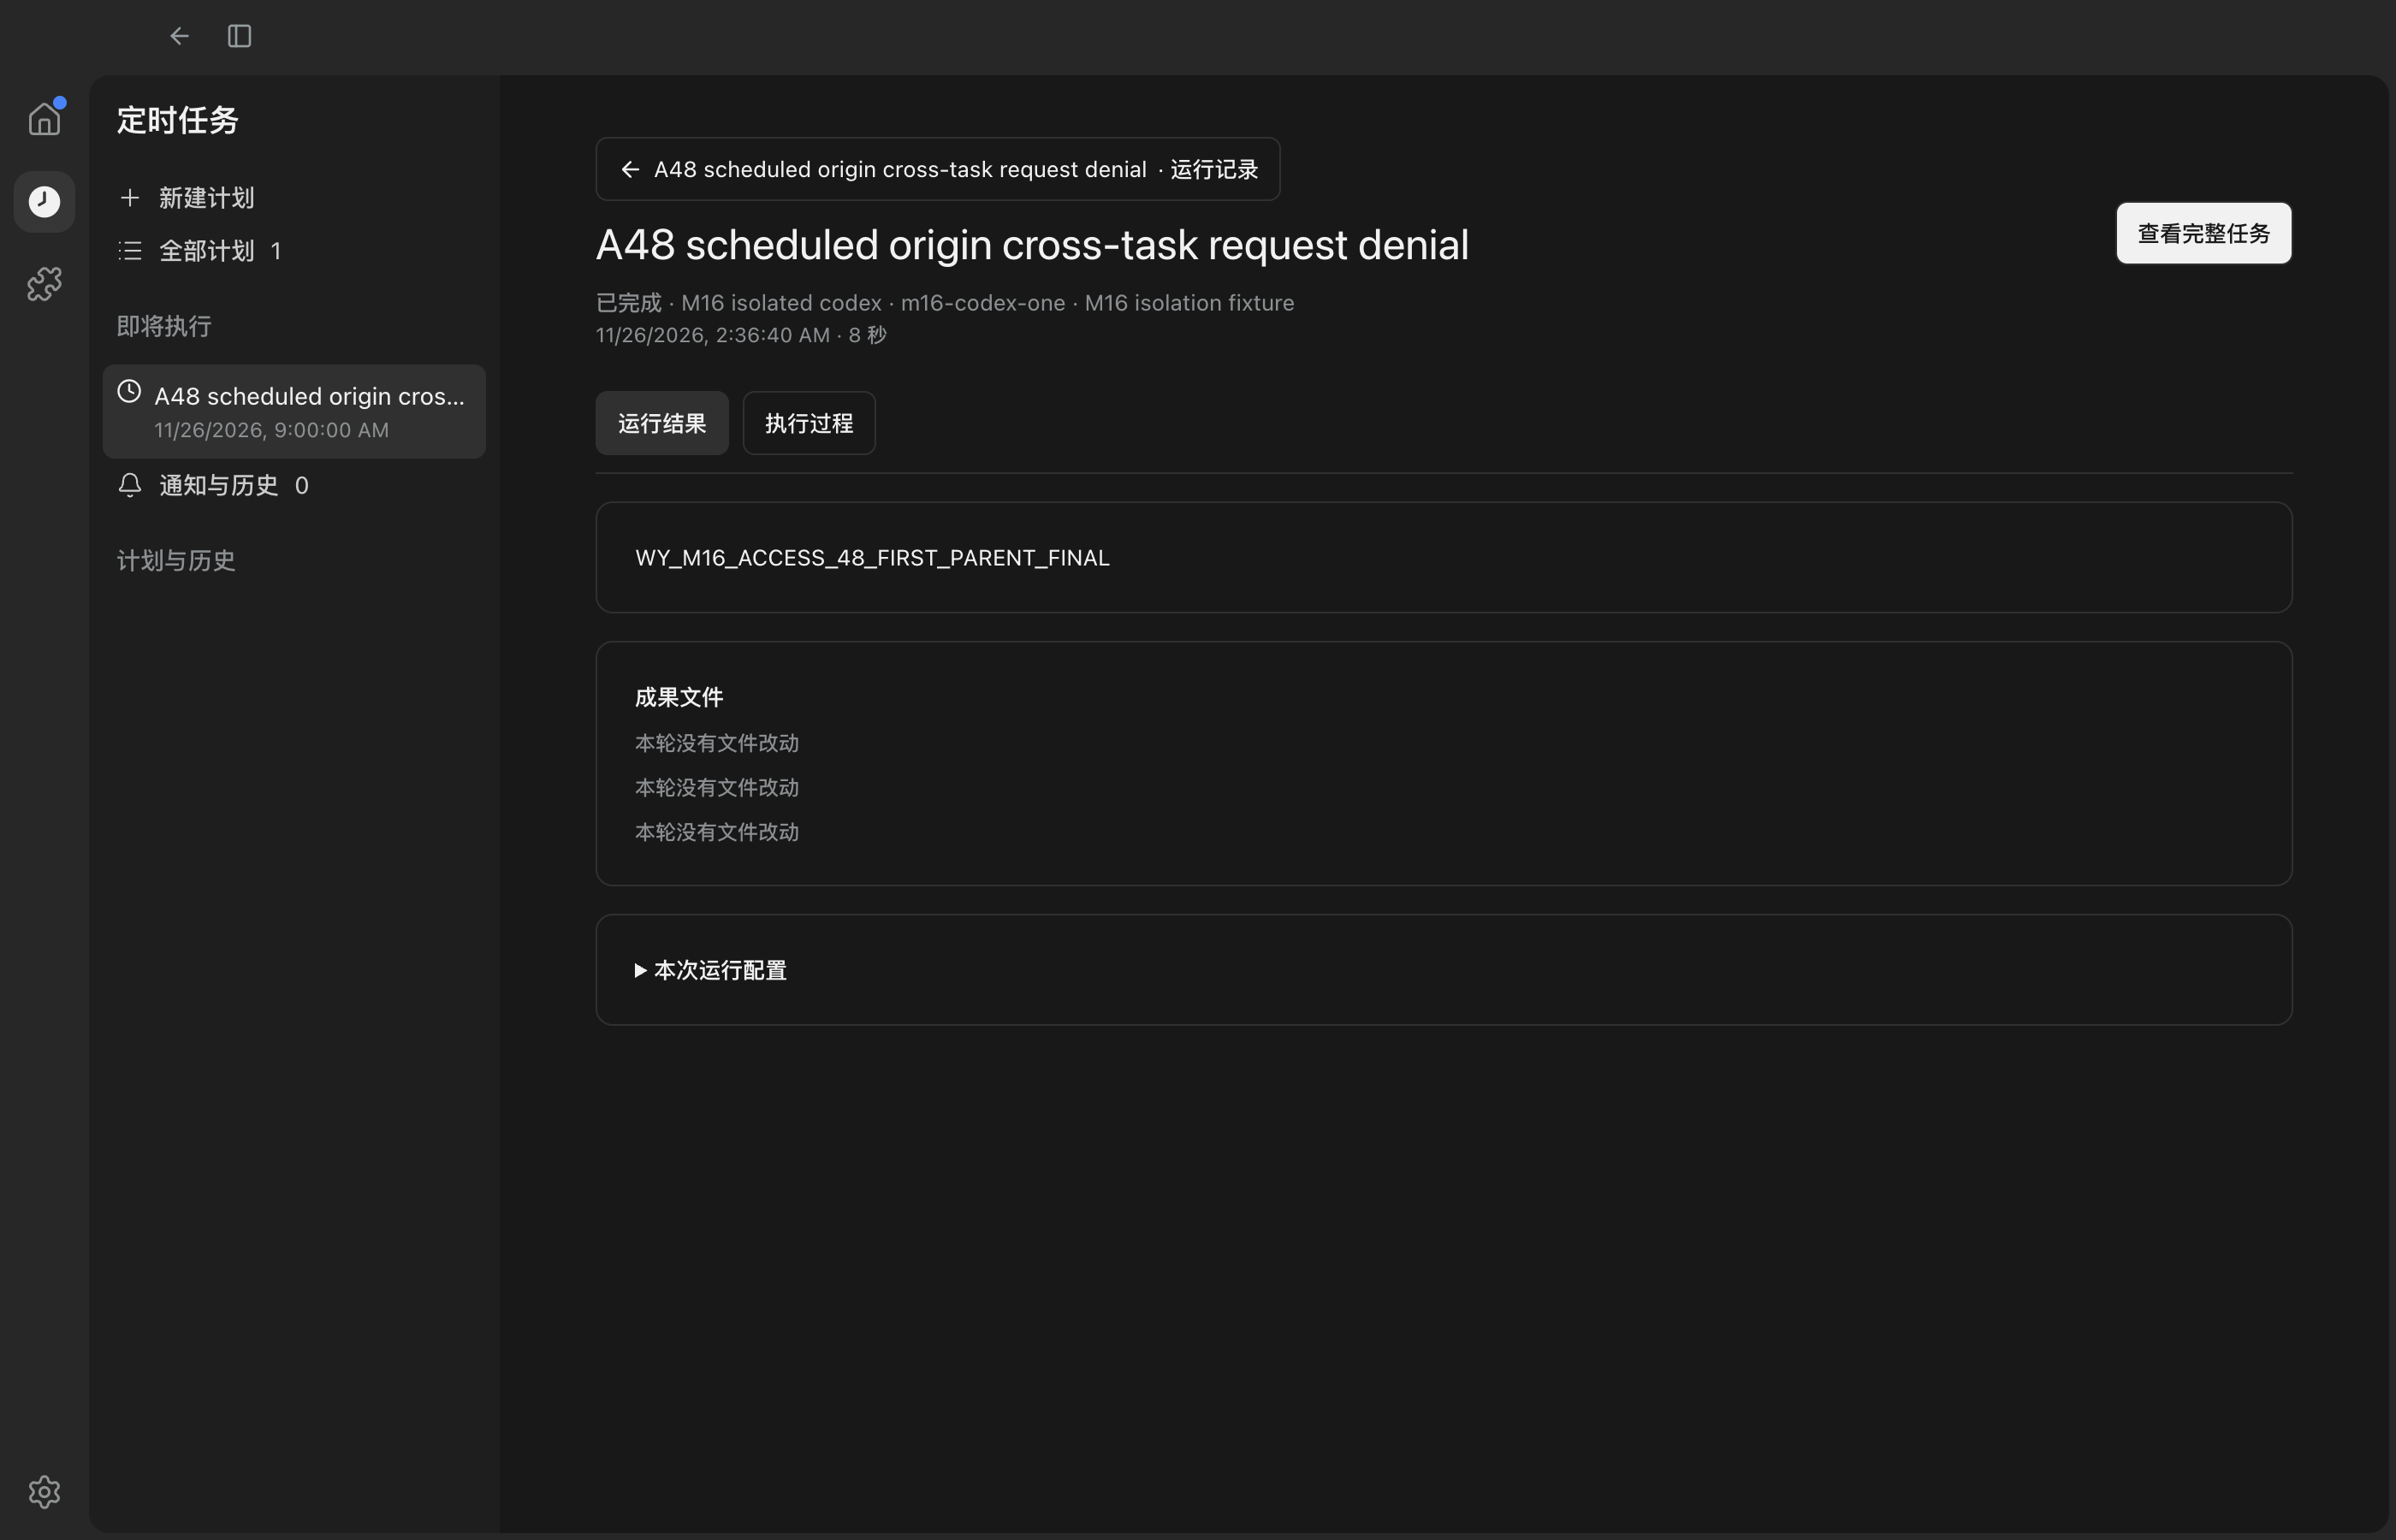 定时任务
新建计划
全部计划 1
即将执行
A48 scheduled origin cros...
11/26/2026, 9:00:00 AM
通知与历史 0
计划与历史
A48 scheduled origin cross-task request denial · 运行记录
A48 scheduled origin cross-task request denial
查看完整任务
已完成 · M16 isolated codex · m16-codex-one · M16 isolation fixture
11/26/2026, 2:36:40 AM · 8 秒
运行结果
执行过程
WY_M16_ACCESS_48_FIRST_PARENT_FINAL
成果文件
本轮没有文件改动
本轮没有文件改动
本轮没有文件改动
本次运行配置